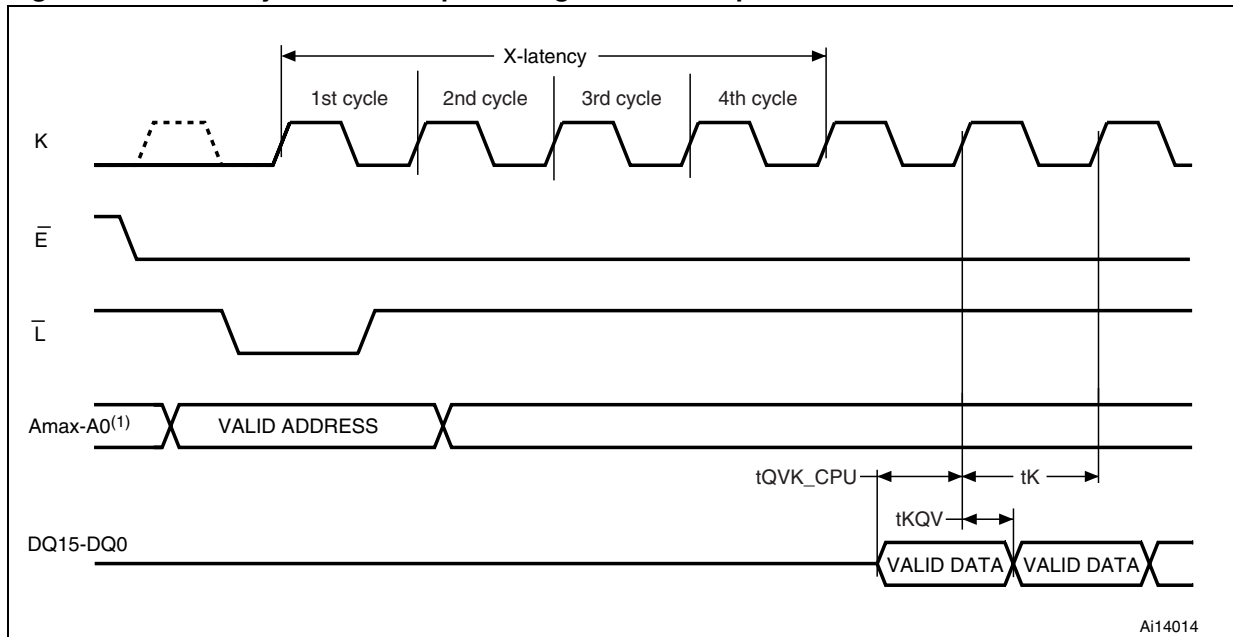 X-latency
1st cycle 2nd cycle 3rd cycle 4th cycle
K
E
L
Amax-A0(1) VALID ADDRESS
tQVK_CPU tK
tKQV
DQ15-DQ0
VALID DATA VALID DATA
Ai14014